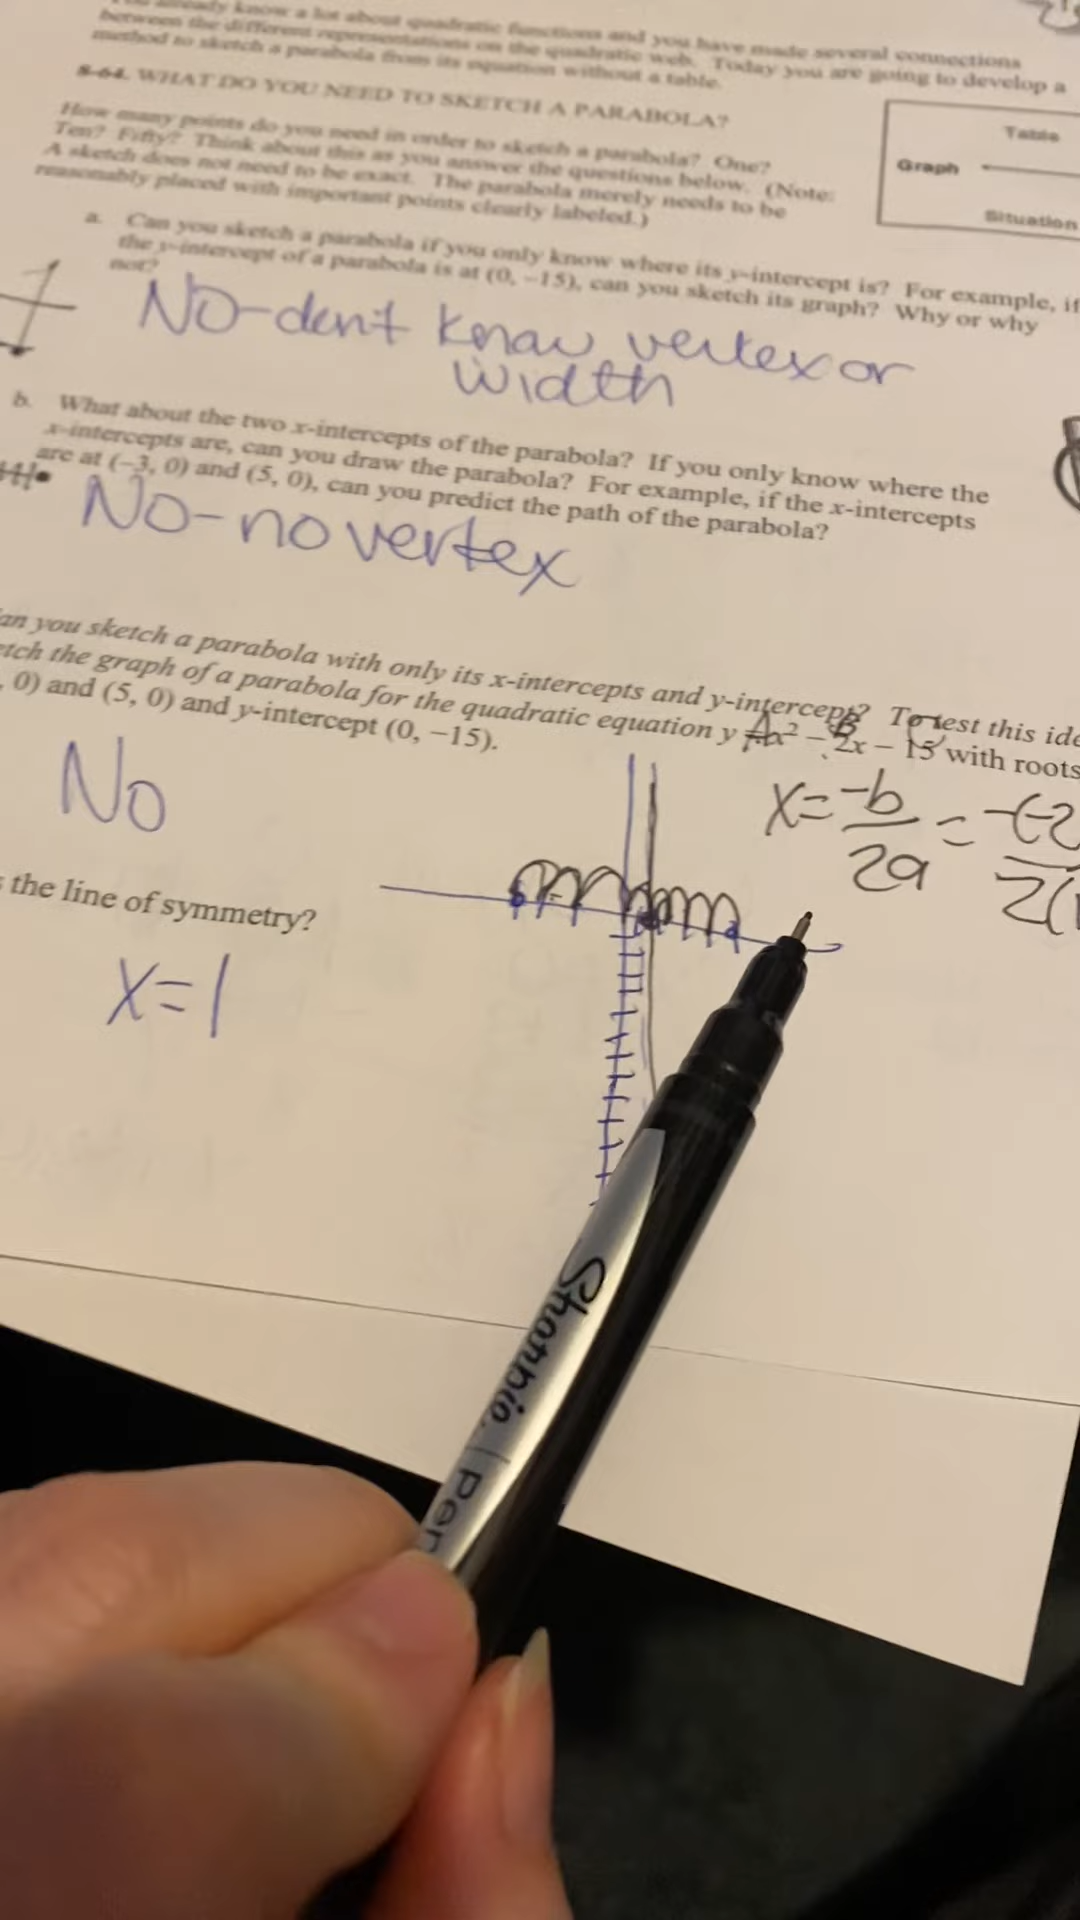 already know a lot about quadratic functions and you have made several connections
between the different representations on the quadratic web. Today you are going to develop a
method to sketch a parabola from its equation without a table.
8-64. WHAT DO YOU NEED TO SKETCH A PARABOLA?
Table
How many points do you need in order to sketch a parabola? One?
Ten? Fifty? Think about this as you answer the questions below. (Note:
Graph
A sketch does not need to be exact. The parabola merely needs to be
reasonably placed with important points clearly labeled.)
Situation
a. Can you sketch a parabola if you only know where its y-intercept is? For example, if
the y-intercept of a parabola is at (0, –15), can you sketch its graph? Why or why
not?
No-dont know vertex or
width
b. What about the two x-intercepts of the parabola? If you only know where the
x-intercepts are, can you draw the parabola? For example, if the x-intercepts
are at (–3, 0) and (5, 0), can you predict the path of the parabola?
No-no vertex
an you sketch a parabola with only its x-intercepts and y-intercept? To test this ide
etch the graph of a parabola for the quadratic equation y = x² – 2x – 15 with roots
, 0) and (5, 0) and y-intercept (0, –15).
A B C
No
x = -b/2a = -(-2/2(1
the line of symmetry?
x=1
Sharpie. | Pen